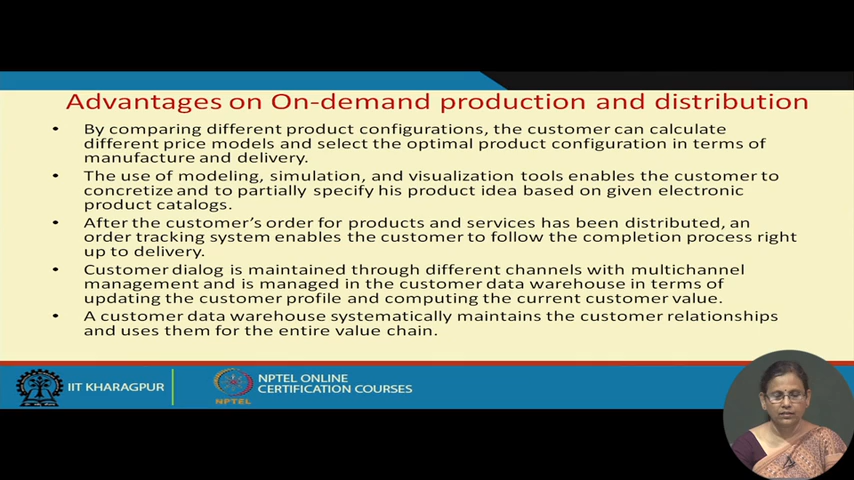 Advantages on On-demand production and distribution
• By comparing different product configurations, the customer can calculate
different price models and select the optimal product configuration in terms of
manufacture and delivery.
• The use of modeling, simulation, and visualization tools enables the customer to
concretize and to partially specify his product idea based on given electronic
product catalogs.
• After the customer's order for products and services has been distributed, an
order tracking system enables the customer to follow the completion process right
up to delivery.
• Customer dialog is maintained through different channels with multichannel
management and is managed in the customer data warehouse in terms of
updating the customer profile and computing the current customer value.
• A customer data warehouse systematically maintains the customer relationships
and uses them for the entire value chain.
IIT KHARAGPUR
NPTEL
NPTEL ONLINE
CERTIFICATION COURSES